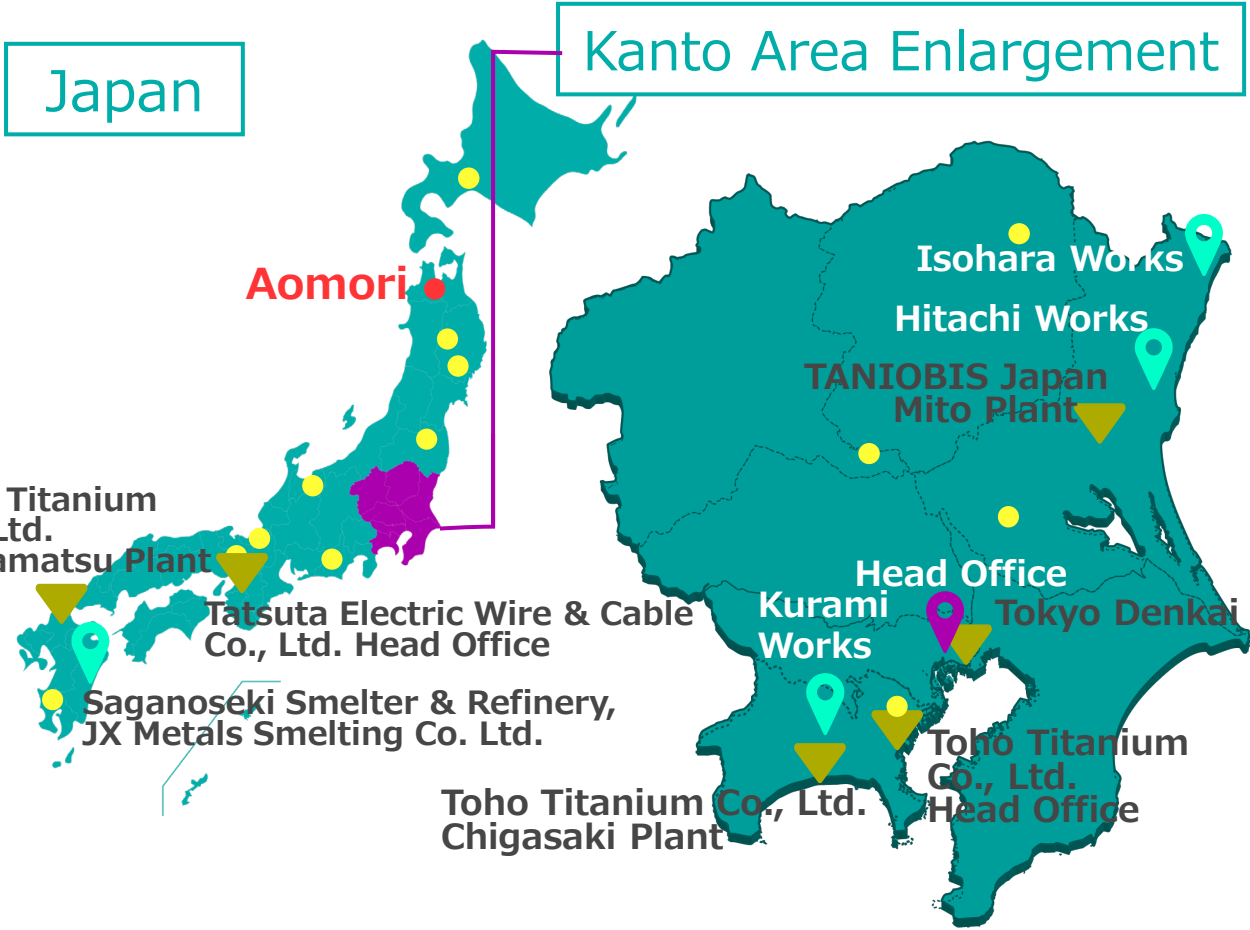 Japan
Kanto Area Enlargement
Aomori
Isohara Works
Hitachi Works
TANIOBIS Japan
Mito Plant
Titanium
Ltd.
amatsu Plant
Tatsuta Electric Wire & Cable
Co., Ltd. Head Office
Saganoseki Smelter & Refinery,
JX Metals Smelting Co. Ltd.
Head Office
Kurami
Works
Tokyo Denkai
Toho Titanium
Co., Ltd.
Head Office
Toho Titanium Co., Ltd.
Chigasaki Plant